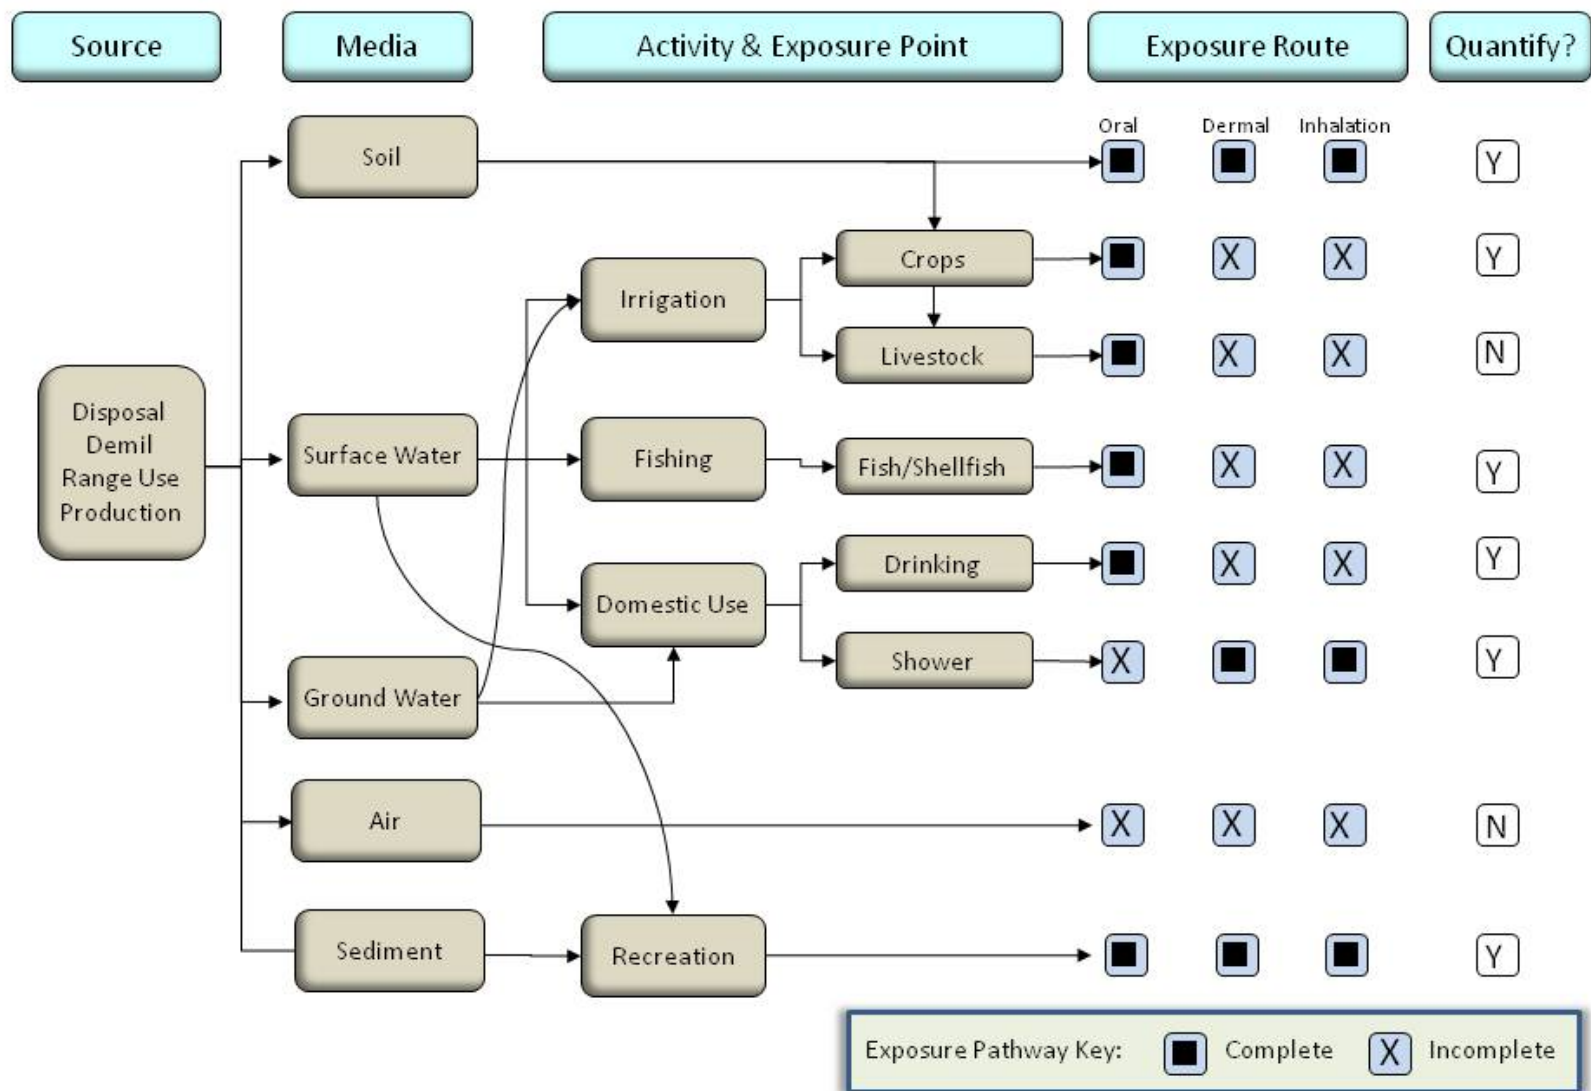 Source
Media
Activity & Exposure Point
Exposure Route
Quantify?
Oral
Dermal
Inhalation
Soil
Y
Crops
X
X
Y
Irrigation
Livestock
X
X
N
Disposal
Demil
Range Use
Production
Surface Water
Fishing
Fish/Shellfish
X
X
Y
Drinking
X
X
Y
Domestic Use
Shower
X
Y
Ground Water
Air
X
X
X
N
Sediment
Recreation
Y
Exposure Pathway Key:
Complete
X
Incomplete